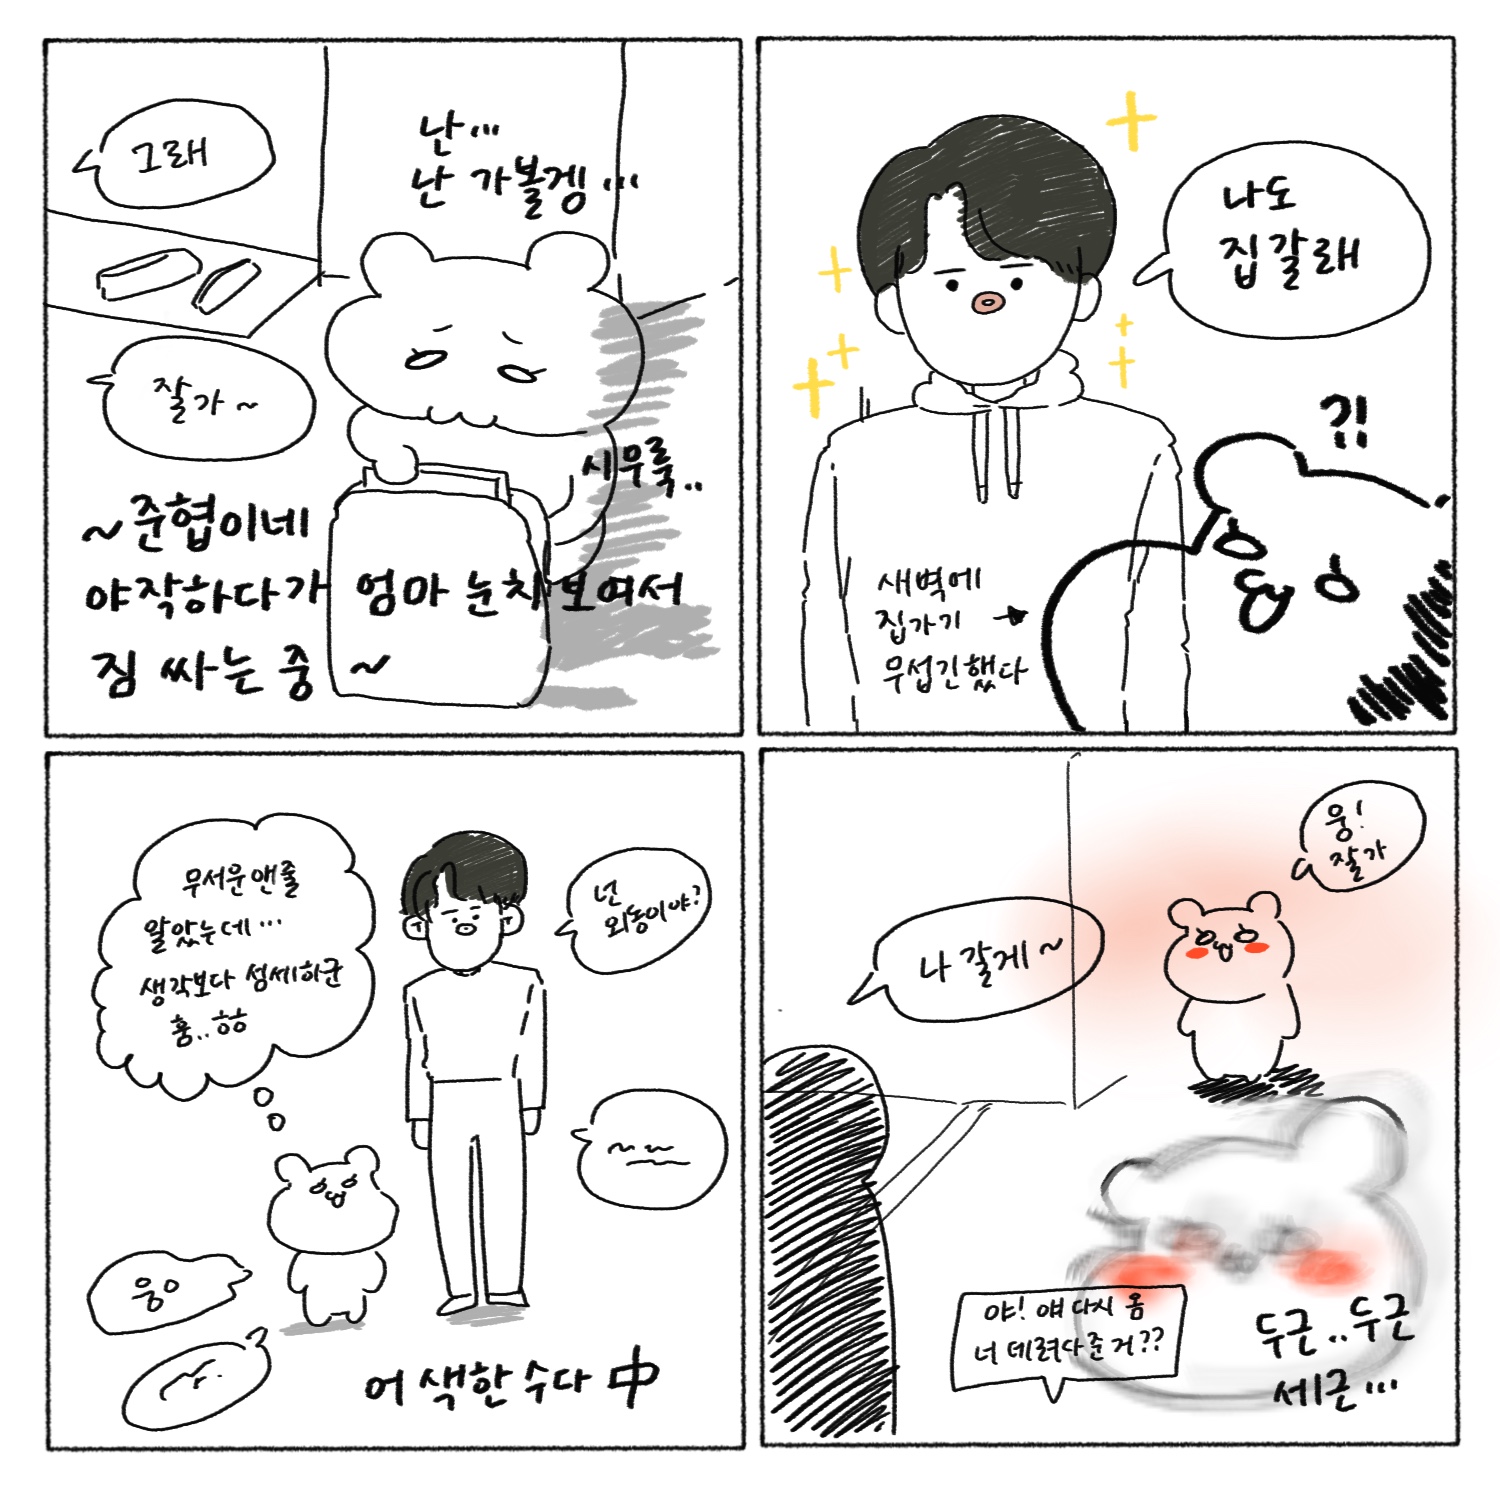 그래
난...
난 가볼겡...
잘가~
시무룩..
~준협이네
야작하다가 엄마 눈치 보여서
짐 싸는 중 ~
나도
집 갈래
?!
새벽에
집가기 →
무섭긴했다
무서운앤줄
알았는데...
생각보다 섬세하군
흠..ㅎㅎ
넌
외동이야?
웅ㅇ
어색한수다 中
웅!
잘가
나 갈게~
야! 얘 다시 옴
너 데려다준거??
두근..두근
세근...